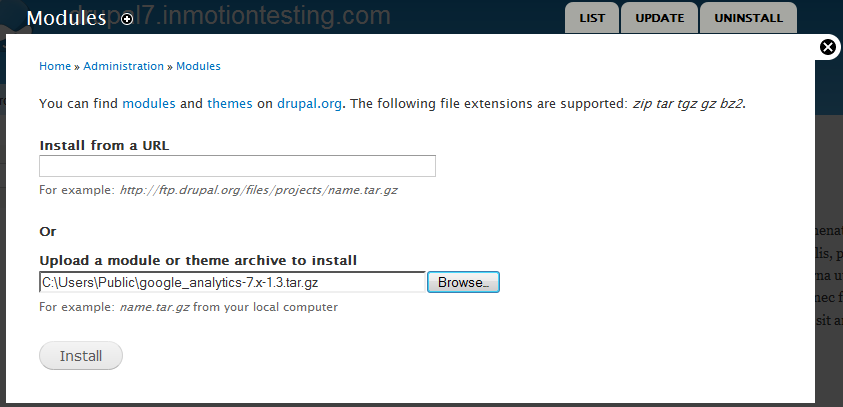 drupal7.inmotiontesting.com
Modules
LIST UPDATE UNINSTALL
Home » Administration » Modules
You can find modules and themes on drupal.org. The following file extensions are supported: zip tar tgz gz bz2.
Install from a URL
For example: http://ftp.drupal.org/files/projects/name.tar.gz
Or
Upload a module or theme archive to install
C:\Users\Public\google_analytics-7.x-1.3.tar.gz Browse...
For example: name.tar.gz from your local computer
Install